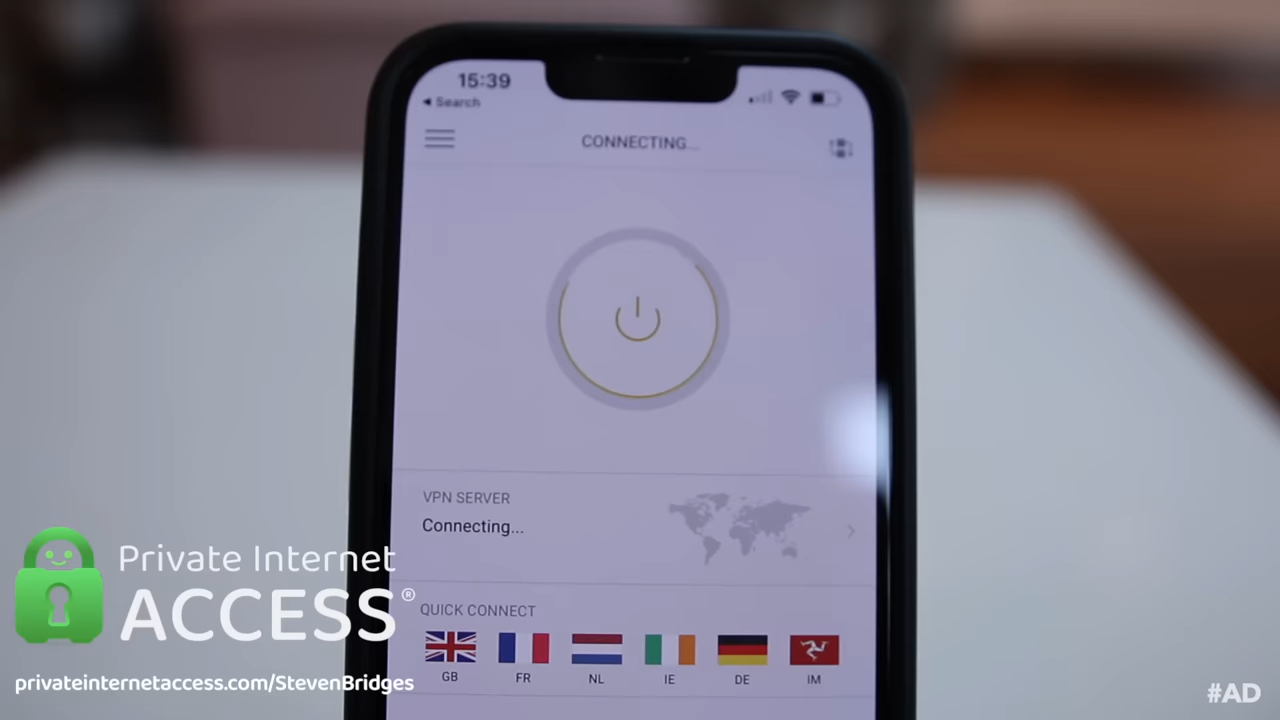 15:39
◀ Search
CONNECTING...
VPN SERVER
Connecting...
QUICK CONNECT
GB FR NL IE DE IM
Private Internet
ACCESS®
privateinternetaccess.com/StevenBridges
#AD